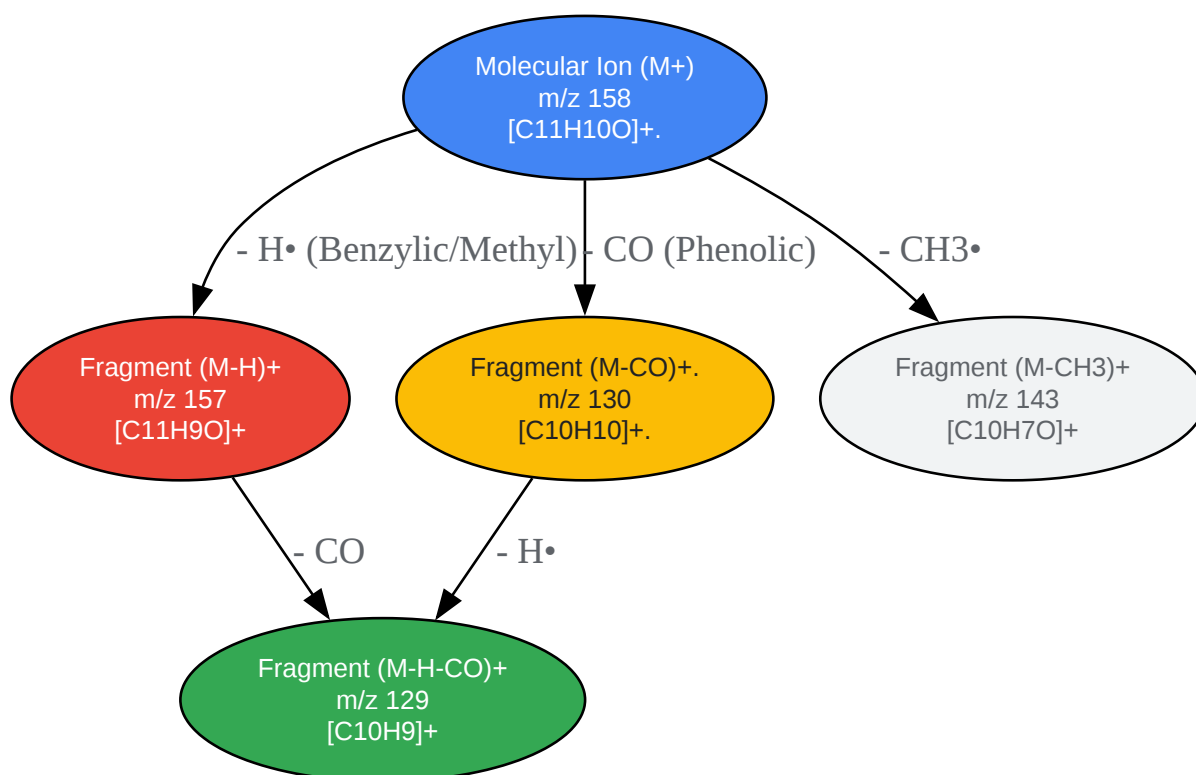 Molecular Ion (M+)
m/z 158
[C11H10O]+.
- H• (Benzylic/Methyl)
- CO (Phenolic)
- CH3•
Fragment (M-H)+
m/z 157
[C11H9O]+
Fragment (M-CO)+.
m/z 130
[C10H10]+.
Fragment (M-CH3)+
m/z 143
[C10H7O]+
- CO
- H•
Fragment (M-H-CO)+
m/z 129
[C10H9]+